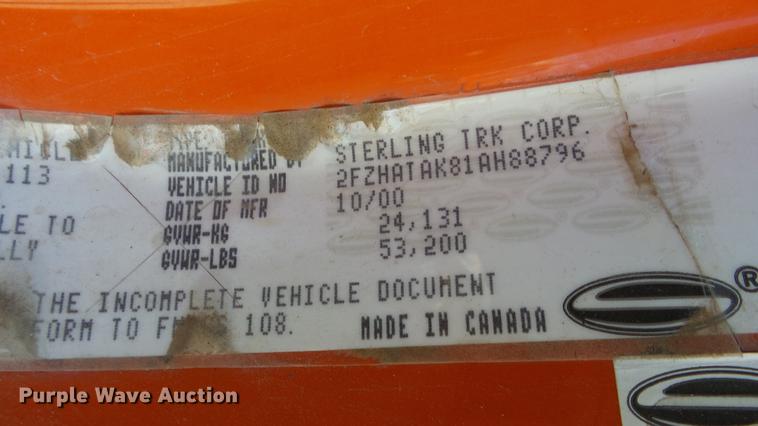 STERLING TRK CORP.
MANUFACTURED BY
113 VEHICLE ID NO 2FZHATAK81AH88796
DATE OF MFR 10/00
LE TO GVWR-KG 24,131
LLY GVWR-LBS 53,200
THE INCOMPLETE VEHICLE DOCUMENT
FORM TO 108. MADE IN CANADA
®
Purple Wave Auction